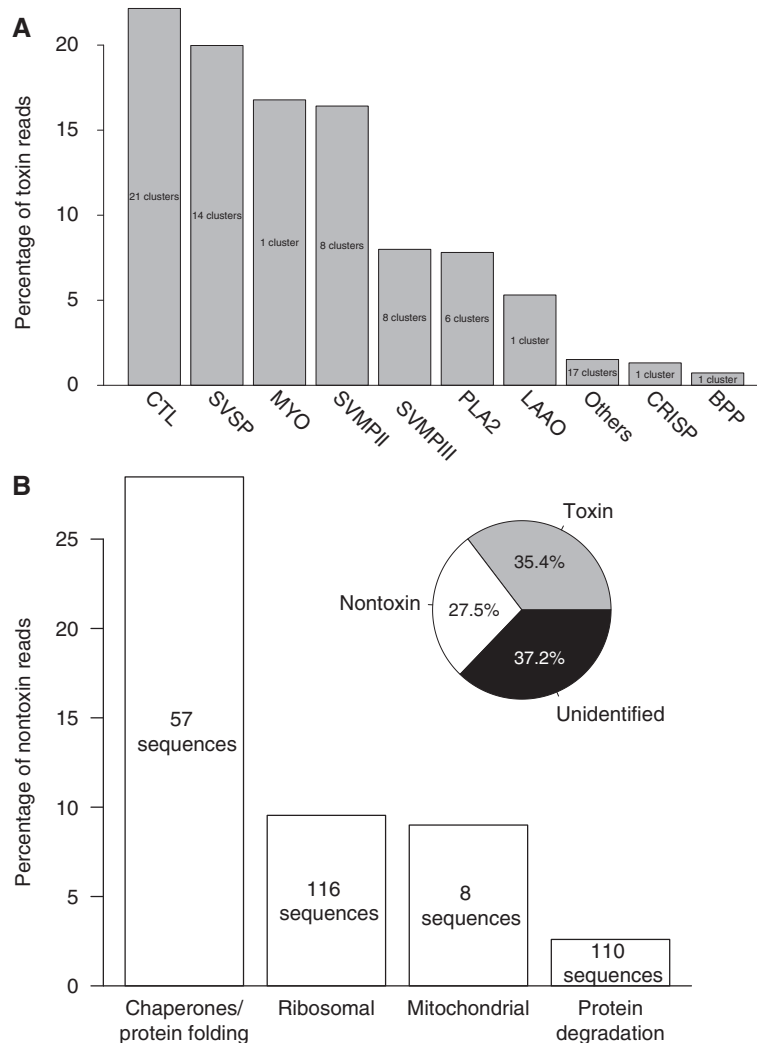 A
Percentage of toxin reads
20
15
10
5
0
21 clusters
14 clusters
1 cluster
8 clusters
8 clusters
6 clusters
1 cluster
17 clusters
1 cluster
1 cluster
CTL
SVSP
MYO
SVMPII
SVMPIII
PLA2
LAAO
Others
CRISP
BPP
B
Percentage of nontoxin reads
25
20
15
10
5
0
57
sequences
116
sequences
8
sequences
110
sequences
Chaperones/
protein folding
Ribosomal
Mitochondrial
Protein
degradation
Toxin
35.4%
Nontoxin
27.5%
37.2%
Unidentified